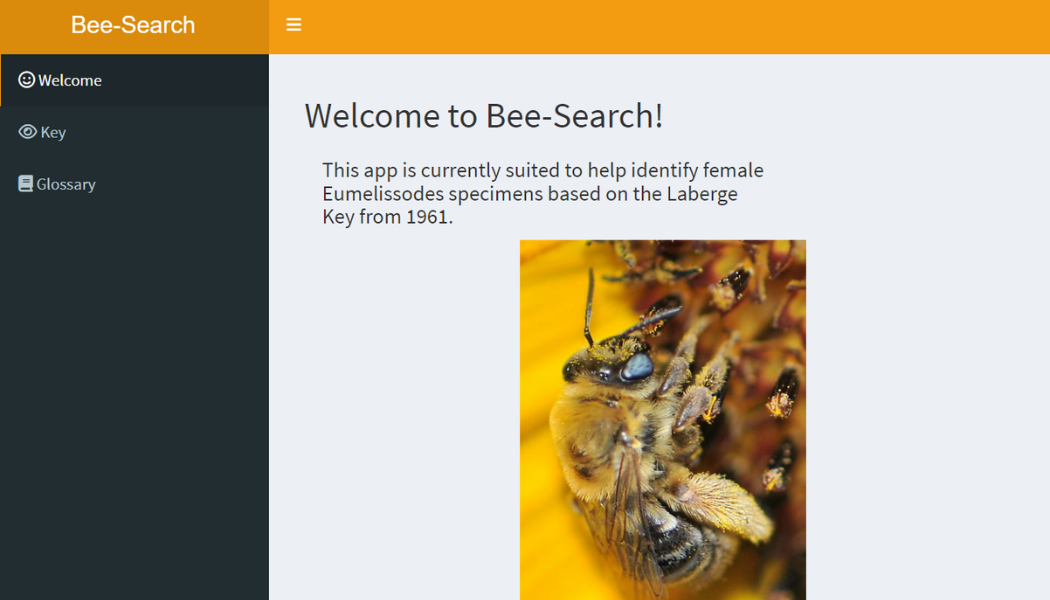 Bee-Search
Welcome
Key
Glossary
Welcome to Bee-Search!
This app is currently suited to help identify female
Eumelissodes specimens based on the Laberge
Key from 1961.